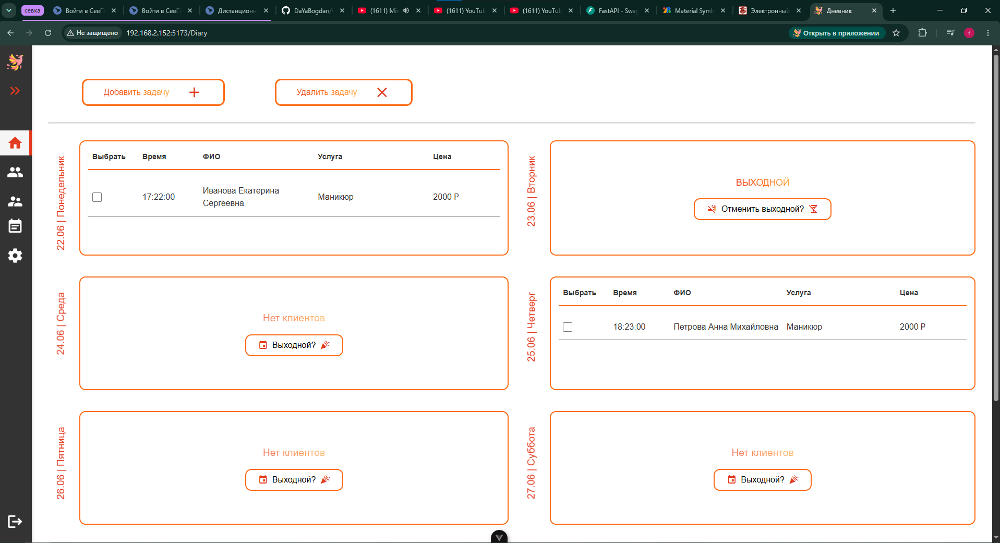 севка
Войти в СевГУ
Войти в СевГУ
Дистанционн
DaYaBogdan/
(1611) Min
(1611) YouTub
(1611) YouTub
FastAPI - Swag
Material Symb
Электронный
Дневник
Не защищено
192.168.2.152:5173/Diary
Открыть в приложении
f
Добавить задачу
Удалить задачу
22.06 | Понедельник
Выбрать Время ФИО Услуга Цена
17:22:00 Иванова Екатерина Сергеевна Маникюр 2000 ₽
23.06 | Вторник
ВЫХОДНОЙ
Отменить выходной?
24.06 | Среда
Нет клиентов
Выходной?
25.06 | Четверг
Выбрать Время ФИО Услуга Цена
18:23:00 Петрова Анна Михайловна Маникюр 2000 ₽
26.06 | Пятница
Нет клиентов
Выходной?
27.06 | Суббота
Нет клиентов
Выходной?